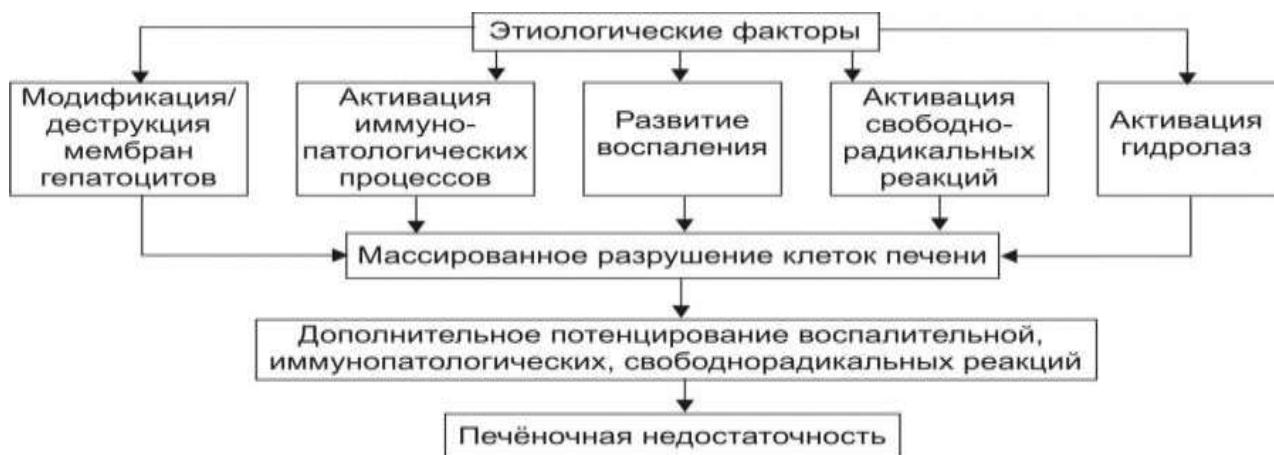 Этиологические факторы
Модификация/
деструкция
мембран
гепатоцитов
Активация
иммуно-
патологических
процессов
Развитие
воспаления
Активация
свободно-
радикальных
реакций
Активация
гидролаз
Массированное разрушение клеток печени
Дополнительное потенцирование воспалительной,
иммунопатологических, свободнорадикальных реакций
Печёночная недостаточность